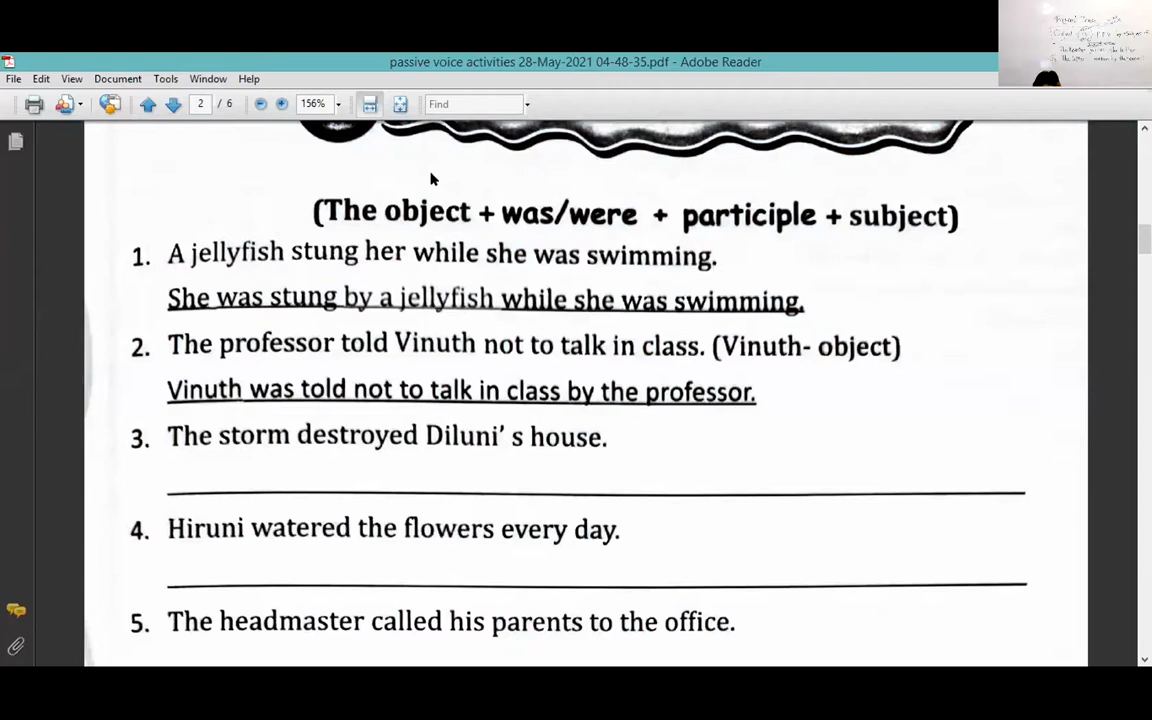 passive voice activities 28-May-2021 04-48-35.pdf - Adobe Reader
File Edit View Document Tools Window Help
2 / 6 156% Find
(The object + was/were + participle + subject)
1. A jellyfish stung her while she was swimming.
She was stung by a jellyfish while she was swimming.
2. The professor told Vinuth not to talk in class. (Vinuth- object)
Vinuth was told not to talk in class by the professor.
3. The storm destroyed Diluni' s house.
4. Hiruni watered the flowers every day.
5. The headmaster called his parents to the office.